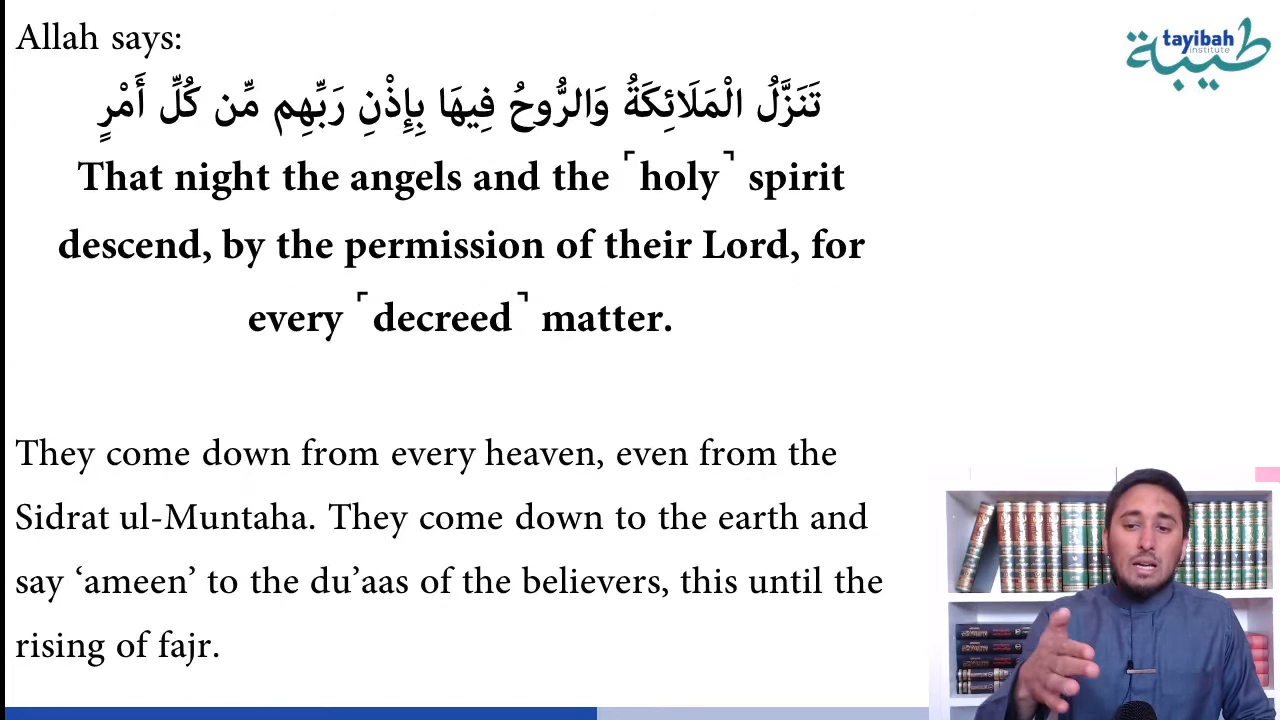 Allah says:
tayibah
institute
طيبة
تَنَزَّلُ الْمَلَائِكَةُ وَالرُّوحُ فِيهَا بِإِذْنِ رَبِّهِم مِّن كُلِّ أَمْرٍ
That night the angels and the ⸢holy⸣ spirit
descend, by the permission of their Lord, for
every ⸢decreed⸣ matter.
They come down from every heaven, even from the
Sidrat ul-Muntaha. They come down to the earth and
say ‘ameen’ to the du’aas of the believers, this until the
rising of fajr.